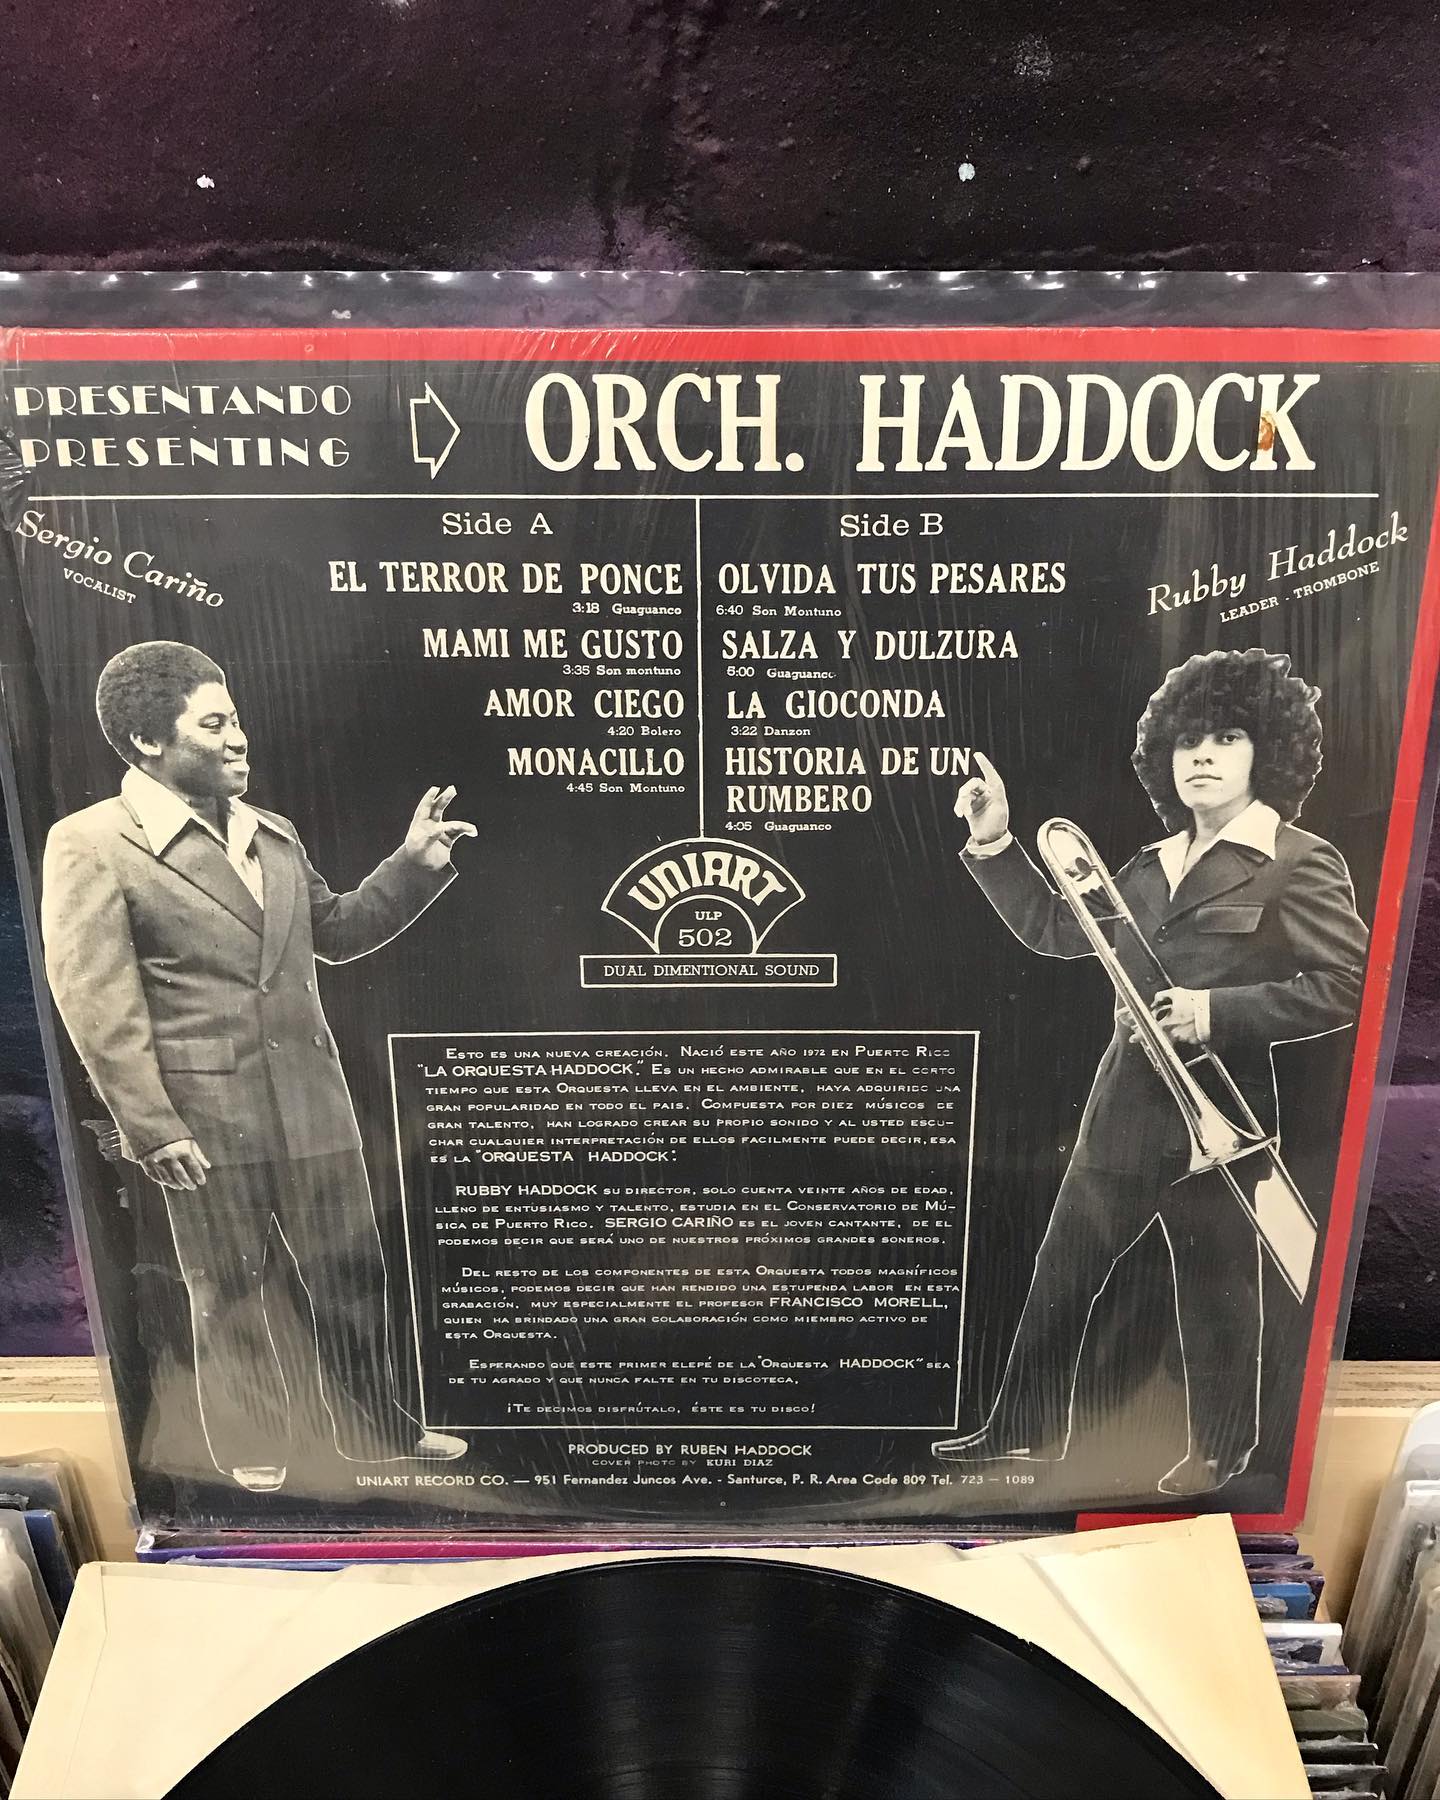 PRESENTANDO
PRESENTING
ORCH. HADDOCK
Sergio Cariño
VOCALIST
Side A
EL TERROR DE PONCE
3:18 Guaguanco
MAMI ME GUSTO
3:35 Son montuno
AMOR CIEGO
4:20 Bolero
MONACILLO
4:45 Son Montuno
Side B
OLVIDA TUS PESARES
6:40 Son Montuno
SALZA Y DULZURA
5:00 Guaguanco
LA GIOCONDA
3:22 Danzon
HISTORIA DE UN
RUMBERO
4:05 Guaguanco
Rubby Haddock
LEADER - TROMBONE
UNIART
ULP
502
DUAL DIMENTIONAL SOUND
ESTO ES UNA NUEVA CREACIÓN. NACIÓ ESTE AÑO 1972 EN PUERTO RICO
"LA ORQUESTA HADDOCK." ES UN HECHO ADMIRABLE QUE EN EL CORTO
TIEMPO QUE ESTA ORQUESTA LLEVA EN EL AMBIENTE, HAYA ADQUIRIDO UNA
GRAN POPULARIDAD EN TODO EL PAIS. COMPUESTA POR DIEZ MÚSICOS DE
GRAN TALENTO, HAN LOGRADO CREAR SU PROPIO SONIDO Y AL USTED ESCU-
CHAR CUALQUIER INTERPRETACIÓN DE ELLOS FACILMENTE PUEDE DECIR, ESA
ES LA "ORQUESTA HADDOCK".
RUBBY HADDOCK SU DIRECTOR, SOLO CUENTA VEINTE AÑOS DE EDAD,
LLENO DE ENTUSIASMO Y TALENTO, ESTUDIA EN EL CONSERVATORIO DE MÚ-
SICA DE PUERTO RICO. SERGIO CARIÑO ES EL JOVEN CANTANTE, DE EL
PODEMOS DECIR QUE SERÁ UNO DE NUESTROS PRÓXIMOS GRANDES SONEROS.
DEL RESTO DE LOS COMPONENTES DE ESTA ORQUESTA TODOS MAGNÍFICOS
MÚSICOS, PODEMOS DECIR QUE HAN RENDIDO UNA ESTUPENDA LABOR EN ESTA
GRABACIÓN, MUY ESPECIALMENTE EL PROFESOR FRANCISCO MORELL,
QUIEN HA BRINDADO UNA GRAN COLABORACIÓN COMO MIEMBRO ACTIVO DE
ESTA ORQUESTA.
ESPERANDO QUE ESTE PRIMER ELEPÉ DE LA "ORQUESTA HADDOCK" SEA
DE TU AGRADO Y QUE NUNCA FALTE EN TU DISCOTECA,
¡TE DECIMOS DISFRÚTALO, ÉSTE ES TU DISCO!
PRODUCED BY RUBEN HADDOCK
COVER PHOTO BY KURI DIAZ
UNIART RECORD CO. — 951 Fernandez Juncos Ave. - Santurce, P. R. Area Code 809 Tel. 723 — 1089